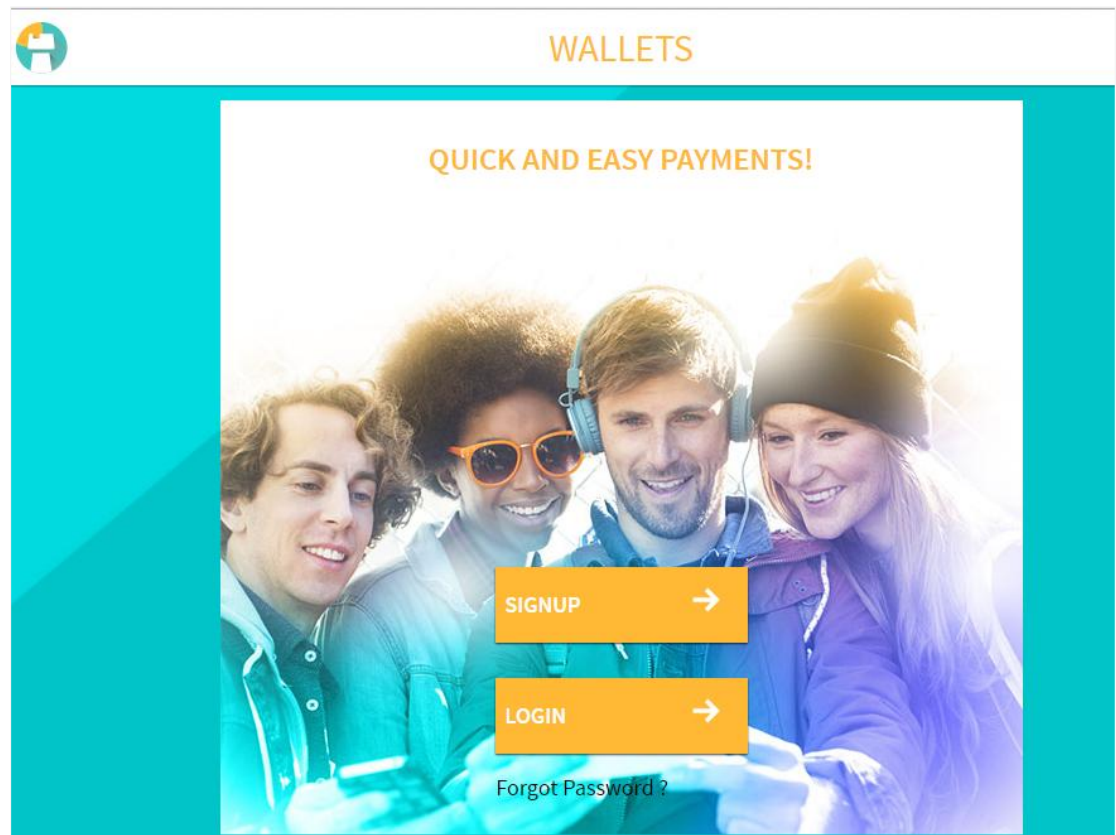 WALLETS
QUICK AND EASY PAYMENTS!
SIGNUP
LOGIN
Forgot Password ?